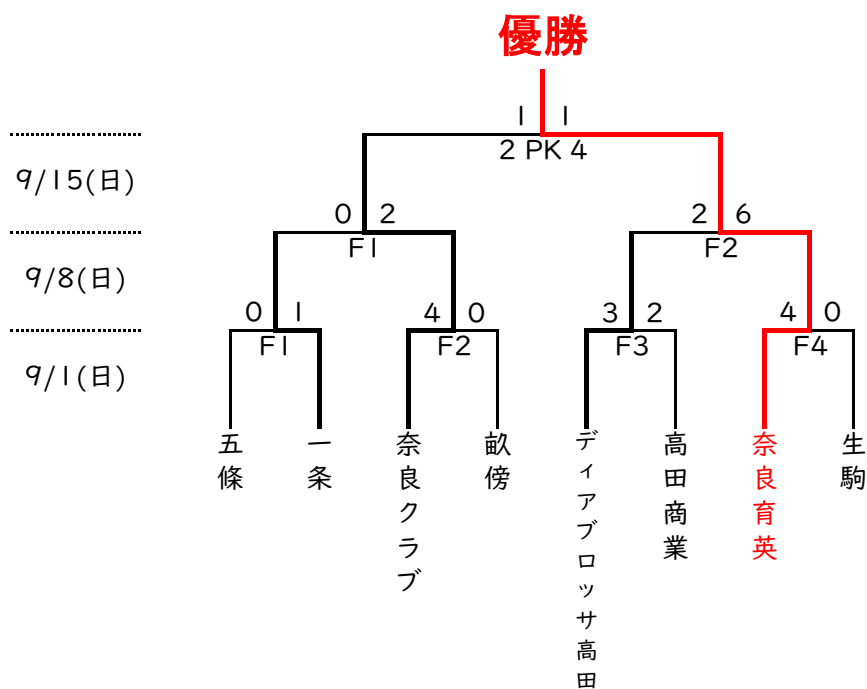 優勝
1 1
2 PK 4
9/15(日)
0 2
F1
2 6
F2
9/8(日)
0 1
F1
4 0
F2
3 2
F3
4 0
F4
9/1(日)
五條
一条
奈良クラブ
畝傍
ディアブロッサ高田
高田商業
奈良育英
生駒